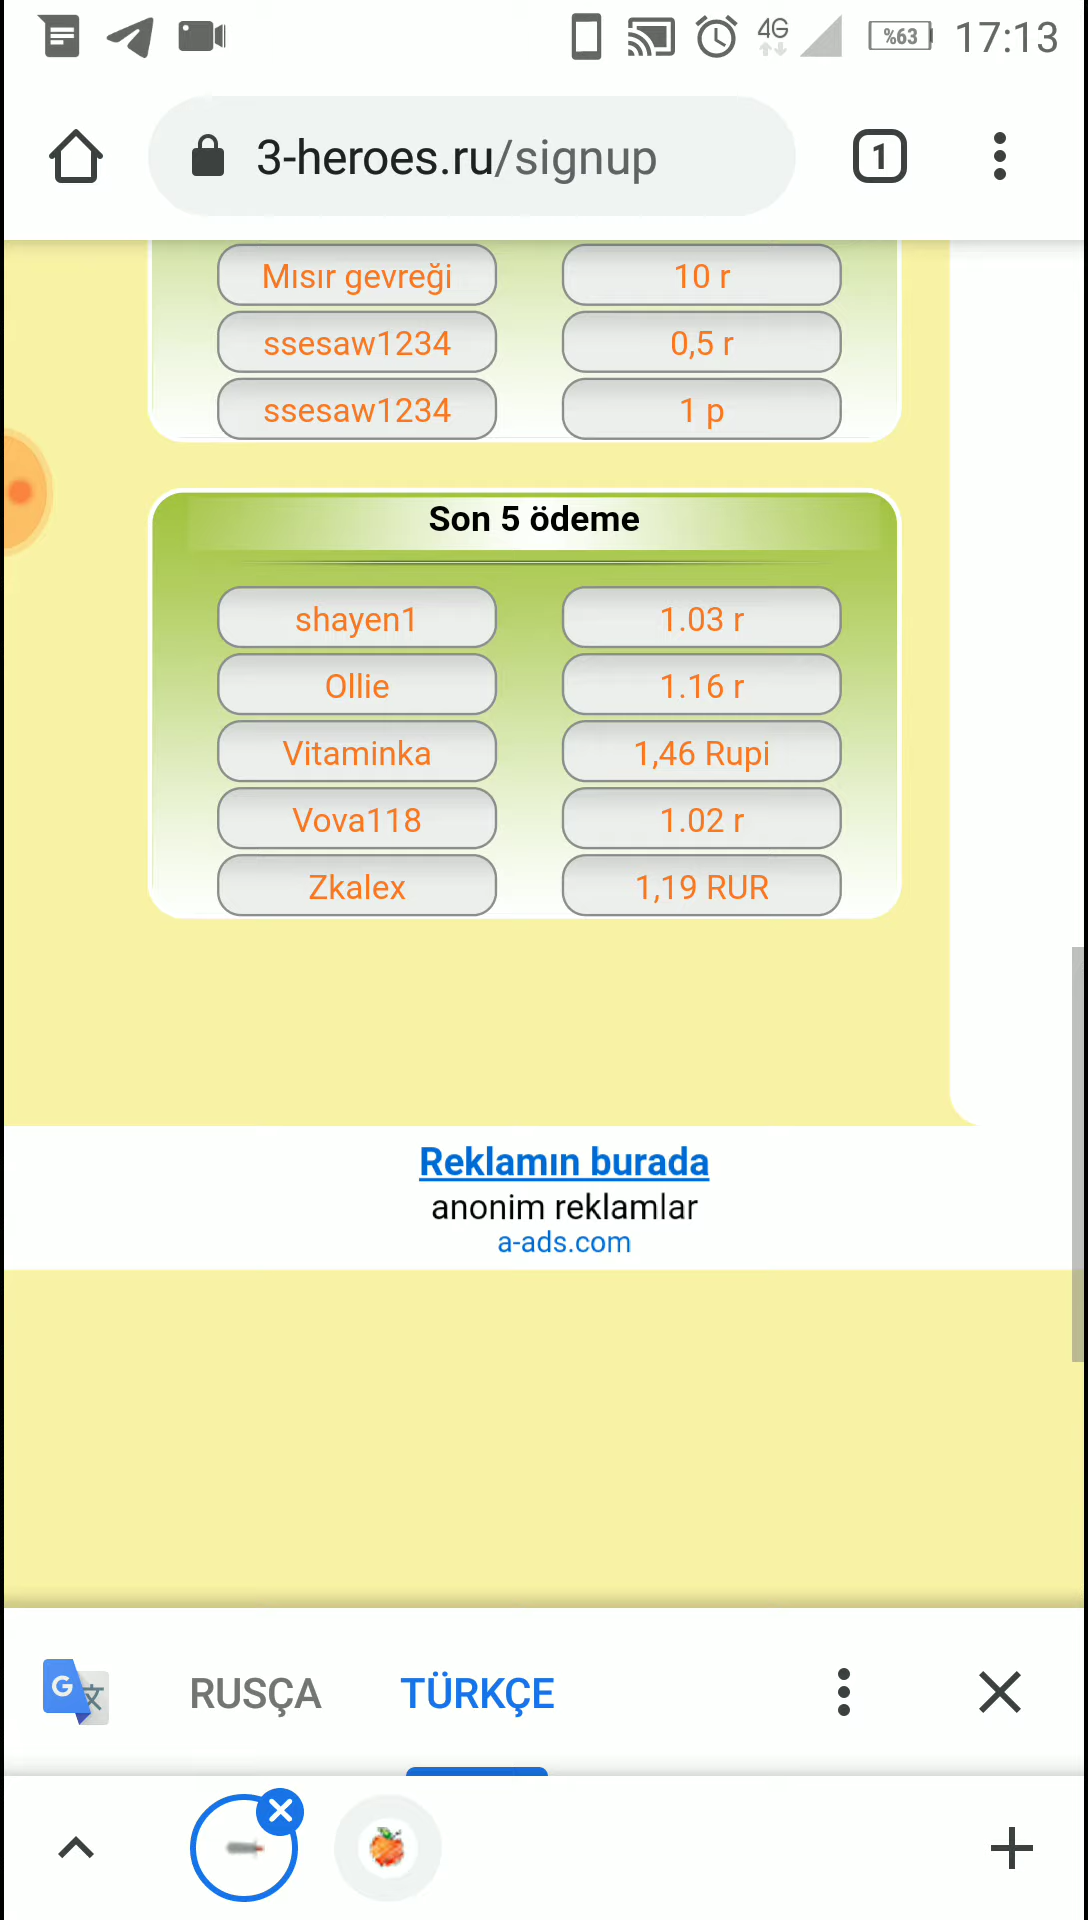 4G
%63
17:13
3-heroes.ru/signup
1
Mısır gevreği 10 r
ssesaw1234 0,5 r
ssesaw1234 1 p
Son 5 ödeme
shayen1 1.03 r
Ollie 1.16 r
Vitaminka 1,46 Rupi
Vova118 1.02 r
Zkalex 1,19 RUR
Reklamın burada
anonim reklamlar
a-ads.com
G 文
RUSÇA TÜRKÇE